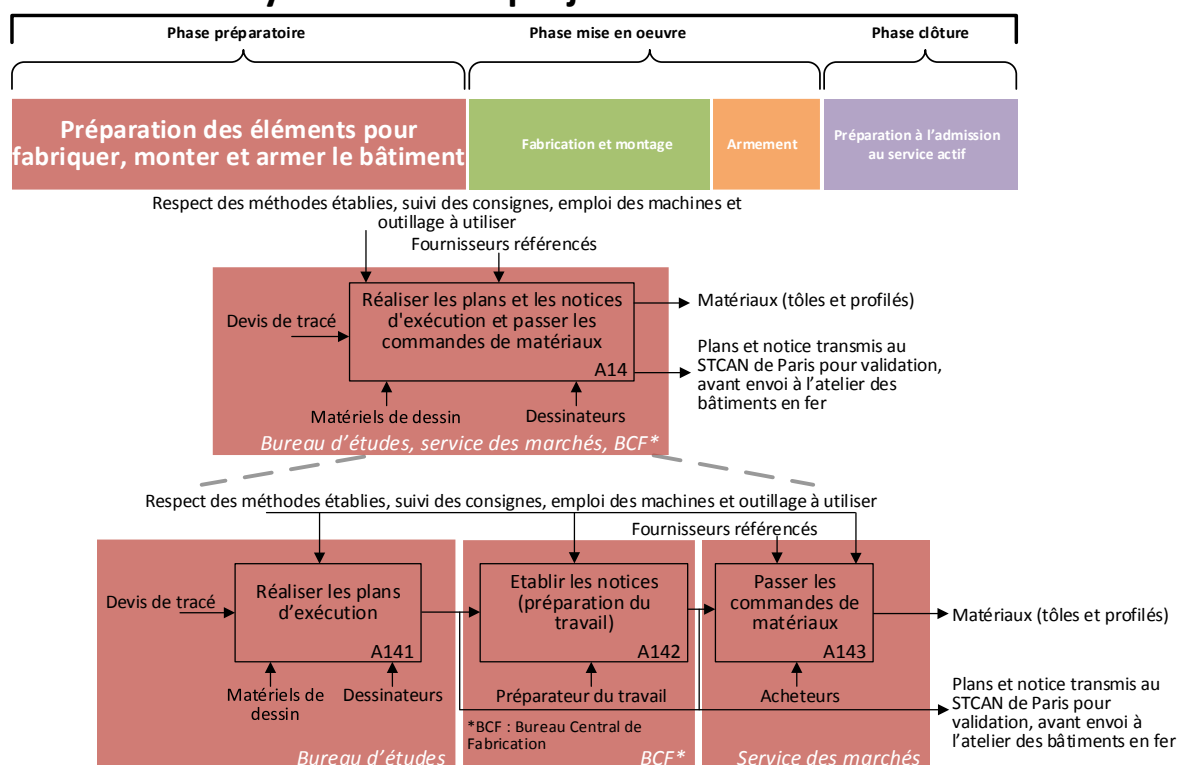 Phase préparatoire
Phase mise en oeuvre
Phase clôture
Préparation des éléments pour
fabriquer, monter et armer le bâtiment
Fabrication et montage
Armement
Préparation à l'admission
au service actif
Respect des méthodes établies, suivi des consignes, emploi des machines et
outillage à utiliser
Fournisseurs référencés
Devis de tracé
Réaliser les plans et les notices
d'exécution et passer les
commandes de matériaux
A14
Matériaux (tôles et profilés)
Plans et notice transmis au
STCAN de Paris pour validation,
avant envoi à l'atelier des
bâtiments en fer
Matériels de dessin
Dessinateurs
Bureau d'études, service des marchés, BCF*
Respect des méthodes établies, suivi des consignes, emploi des machines et outillage à utiliser
Fournisseurs référencés
Devis de tracé
Réaliser les plans
d'exécution
A141
Etablir les notices
(préparation du
travail)
A142
Passer les
commandes de
matériaux
A143
Matériaux (tôles et profilés)
Matériels de
dessin
Dessinateurs
Préparateur du travail
Acheteurs
Plans et notice transmis au
STCAN de Paris pour
validation, avant envoi à
l'atelier des bâtiments en fer
*BCF : Bureau Central de
Fabrication
Bureau d'études
BCF*
Service des marchés